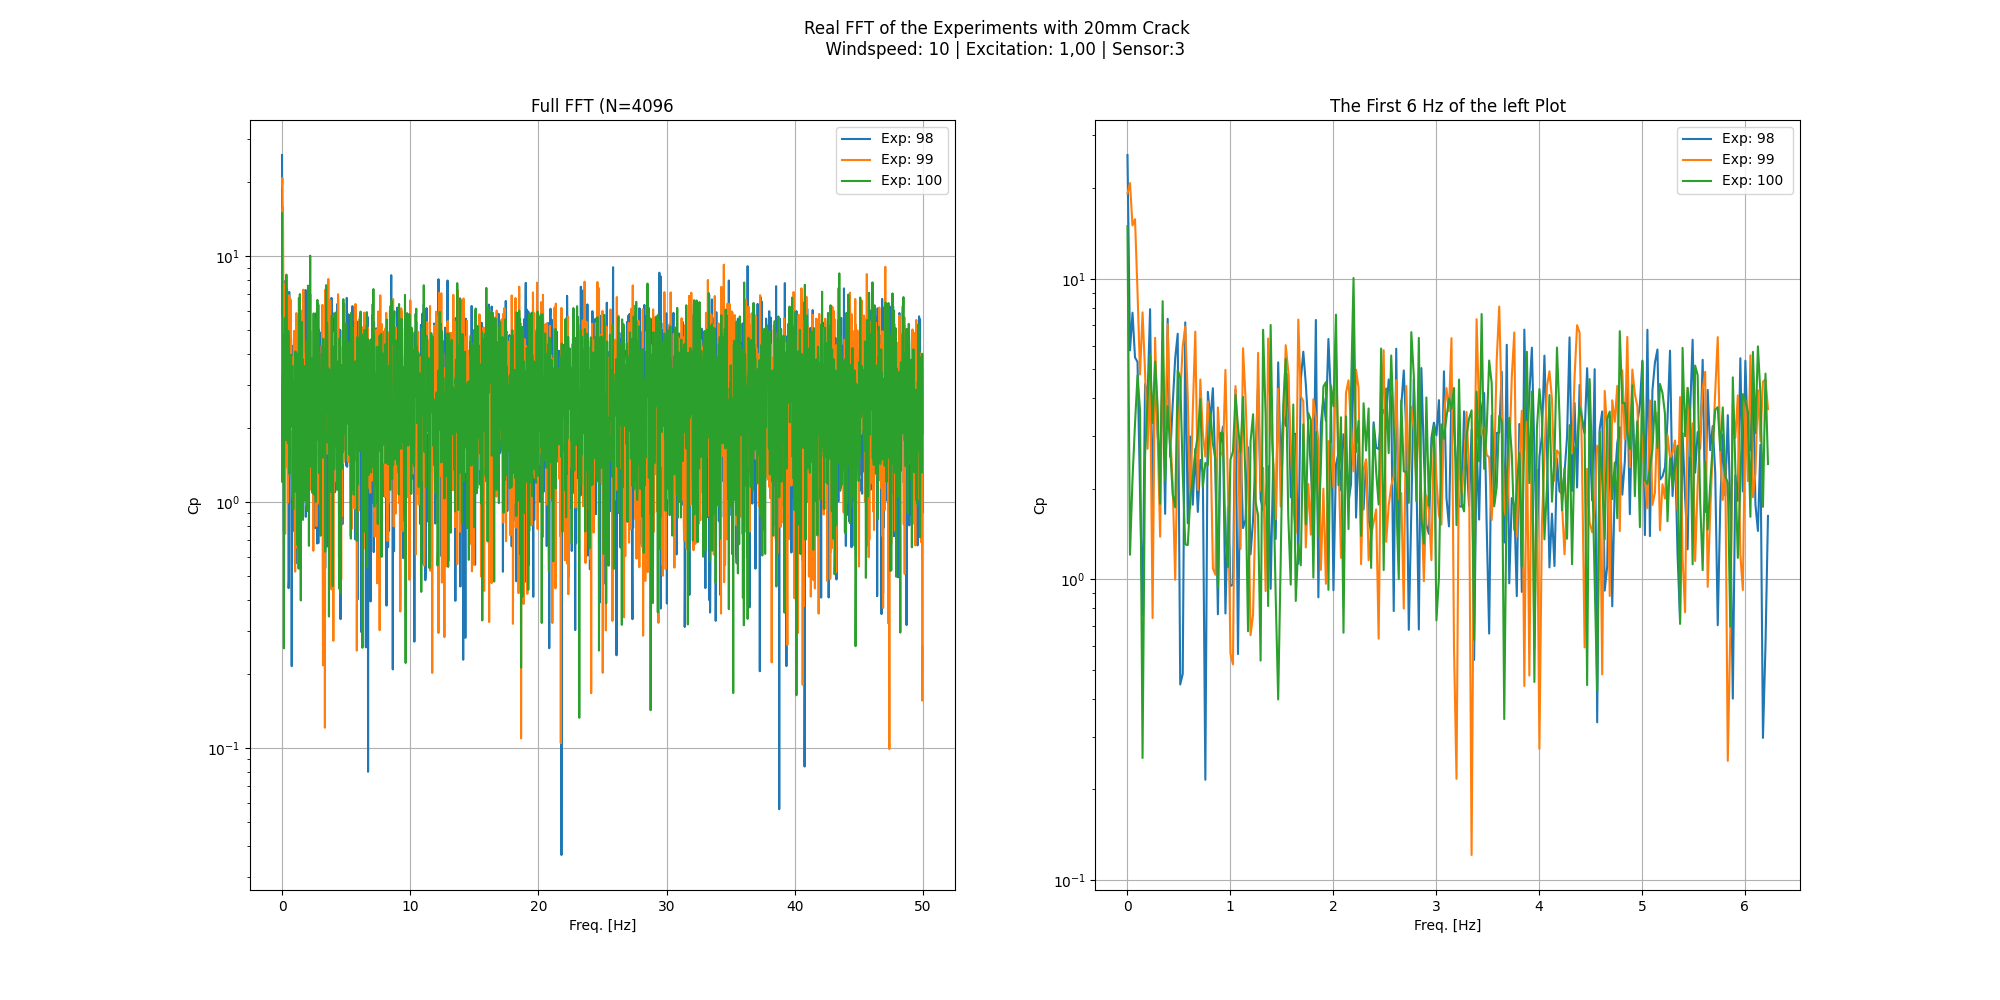 Real FFT of the Experiments with 20mm Crack
Windspeed: 10 | Excitation: 1,00 | Sensor:3
Full FFT (N=4096
Exp: 98
Exp: 99
Exp: 100
10¹
10⁰
10⁻¹
Cp
0 10 20 30 40 50
Freq. [Hz]
The First 6 Hz of the left Plot
Exp: 98
Exp: 99
Exp: 100
10¹
10⁰
10⁻¹
Cp
0 1 2 3 4 5 6
Freq. [Hz]